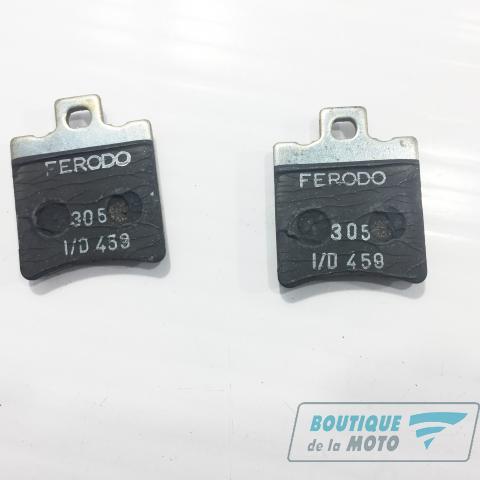 FERODO
305
I/D 459
FERODO
305
I/D 459
BOUTIQUE
de la MOTO